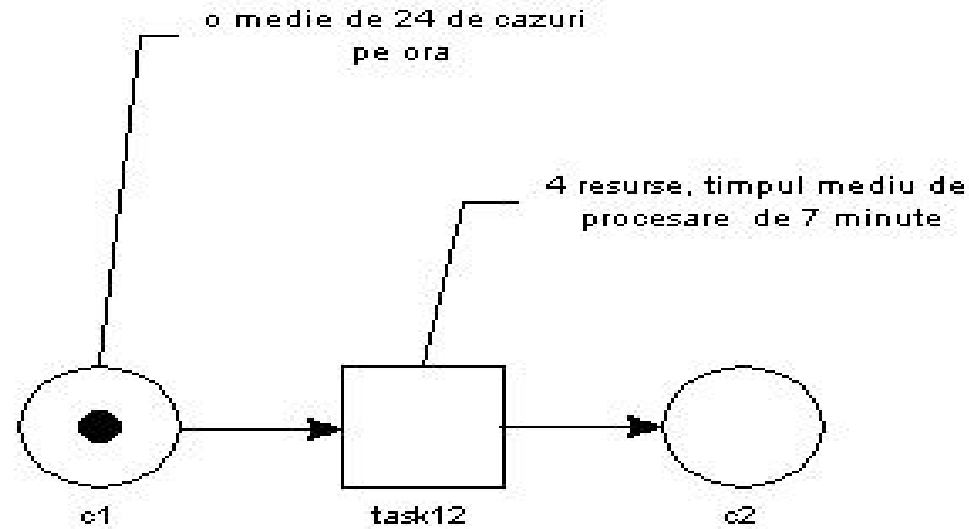 o medie de 24 de cazuri
pe ora
4 resurse, timpul mediu de
procesare de 7 minute
c1
task12
c2